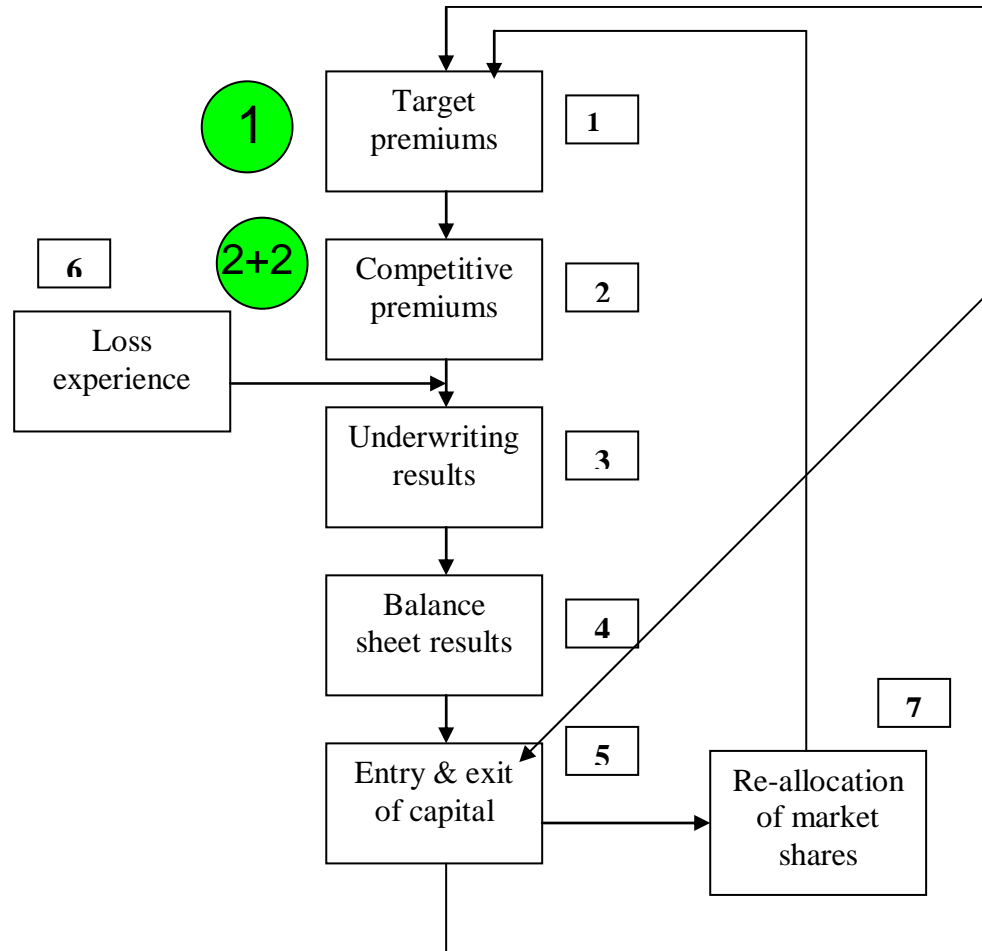 Target
premiums
1
1
Competitive
premiums
2+2
2
6
Loss
experience
Underwriting
results
3
Balance
sheet results
4
Entry & exit
of capital
5
7
Re-allocation
of market
shares